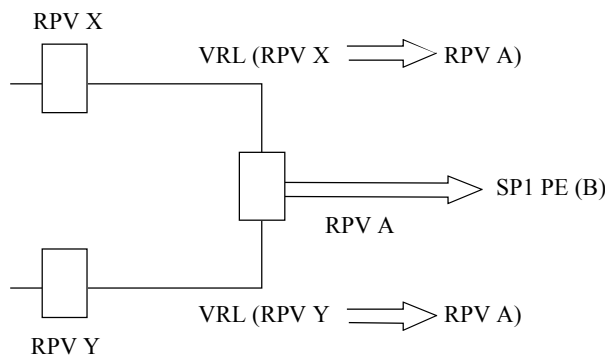 RPV X
VRL (RPV X RPV A)
SP1 PE (B)
RPV A
VRL (RPV Y RPV A)
RPV Y